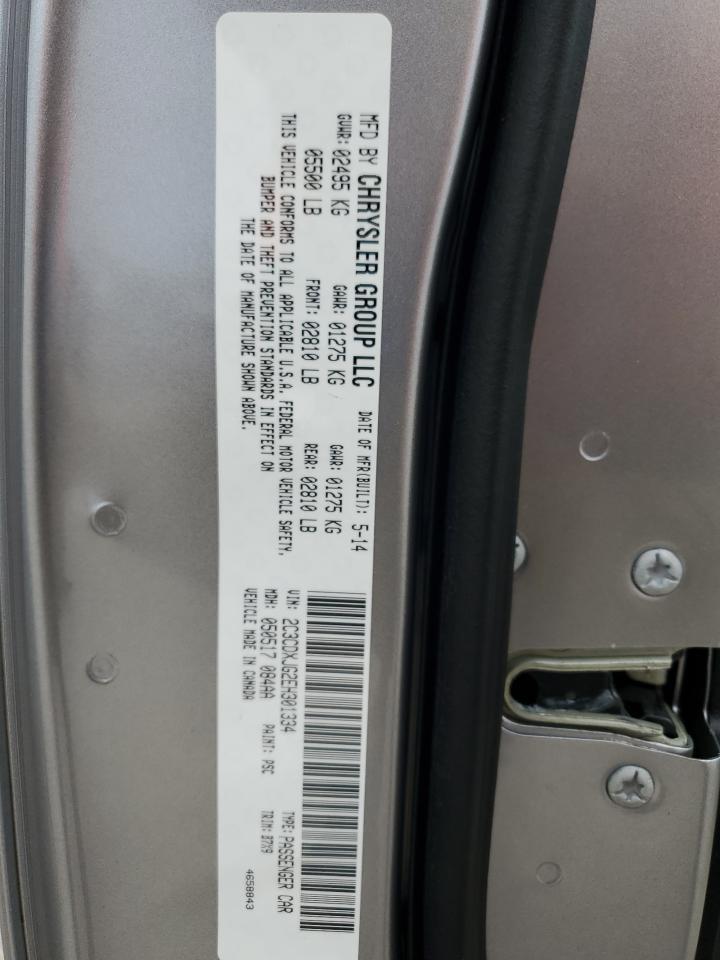 MFD BY CHRYSLER GROUP LLC DATE OF MFR(BUILT): 5-14
GVWR: 02495 KG GAWR: 01275 KG GAWR: 01275 KG
05500 LB FRONT: 02810 LB REAR: 02810 LB
THIS VEHICLE CONFORMS TO ALL APPLICABLE U.S.A. FEDERAL MOTOR VEHICLE SAFETY,
BUMPER AND THEFT PREVENTION STANDARDS IN EFFECT ON
THE DATE OF MANUFACTURE SHOWN ABOVE.
VIN: 2C3CDXJG2EH301334 TYPE: PASSENGER CAR
MDH: 050517 084AA PAINT: PSC TRIM: B7X9
VEHICLE MADE IN CANADA 4658843